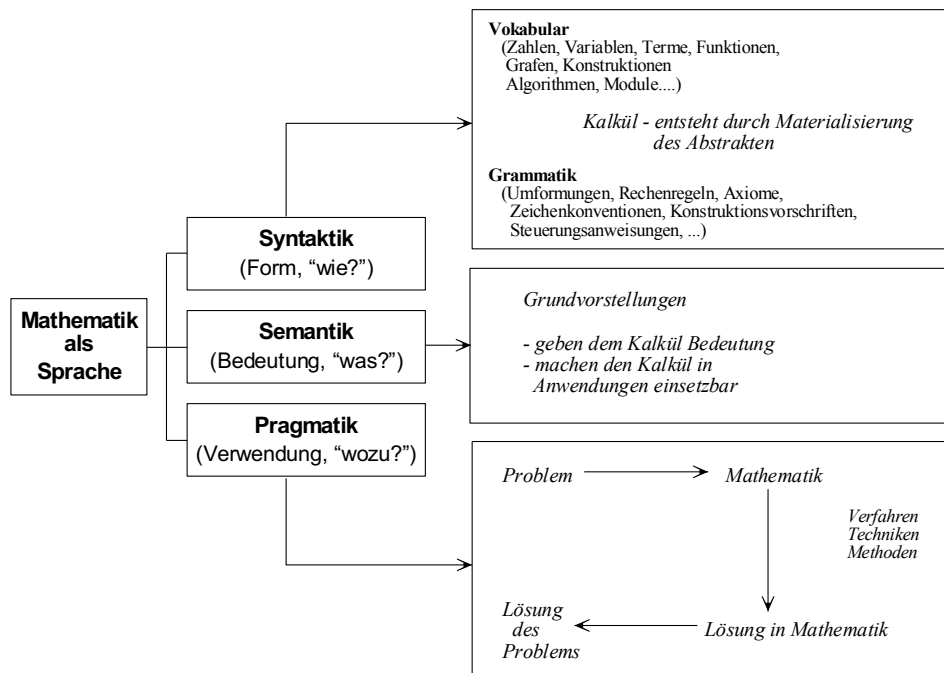 Mathematik
als
Sprache
Syntaktik
(Form, “wie?”)
Semantik
(Bedeutung, “was?”)
Pragmatik
(Verwendung, “wozu?”)
Vokabular
(Zahlen, Variablen, Terme, Funktionen,
Grafen, Konstruktionen
Algorithmen, Module....)
Kalkül - entsteht durch Materialisierung
des Abstrakten
Grammatik
(Umformungen, Rechenregeln, Axiome,
Zeichenkonventionen, Konstruktionsvorschriften,
Steuerungsanweisungen, ...)
Grundvorstellungen
- geben dem Kalkül Bedeutung
- machen den Kalkül in
Anwendungen einsetzbar
Problem
Mathematik
Verfahren
Techniken
Methoden
Lösung
des
Problems
Lösung in Mathematik